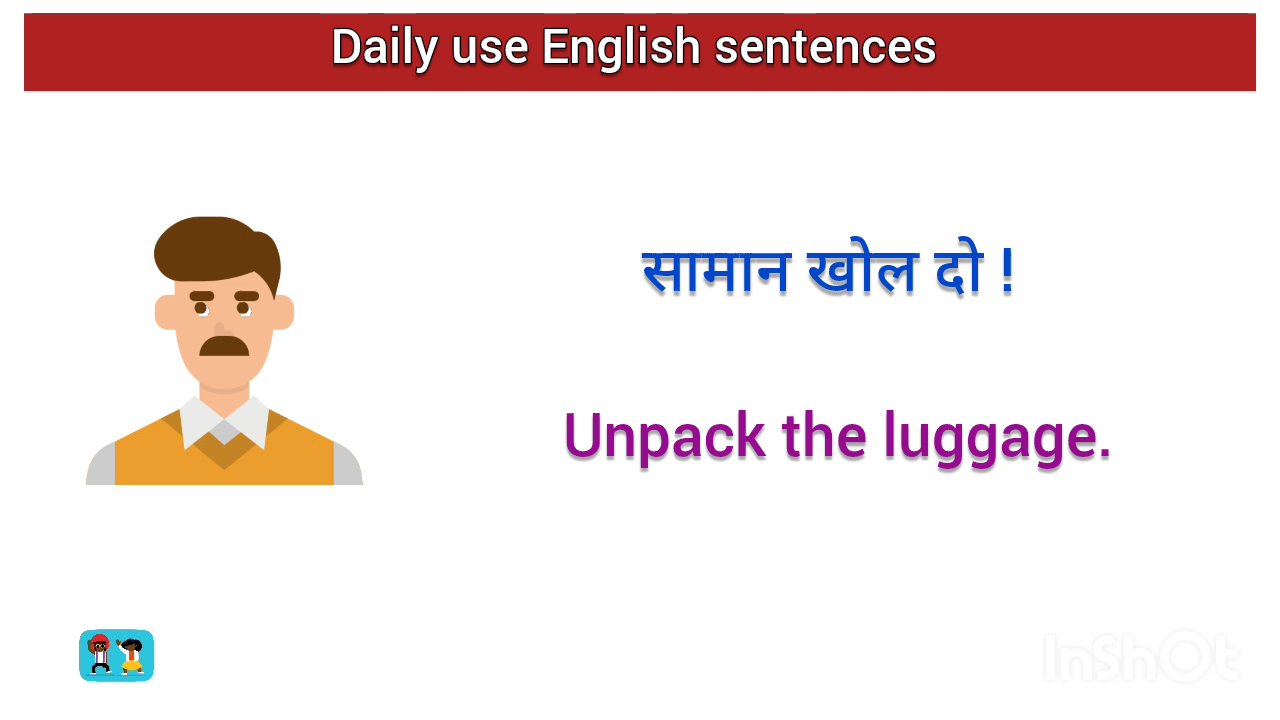 Daily use English sentences
सामान खोल दो !
Unpack the luggage.
InShOt